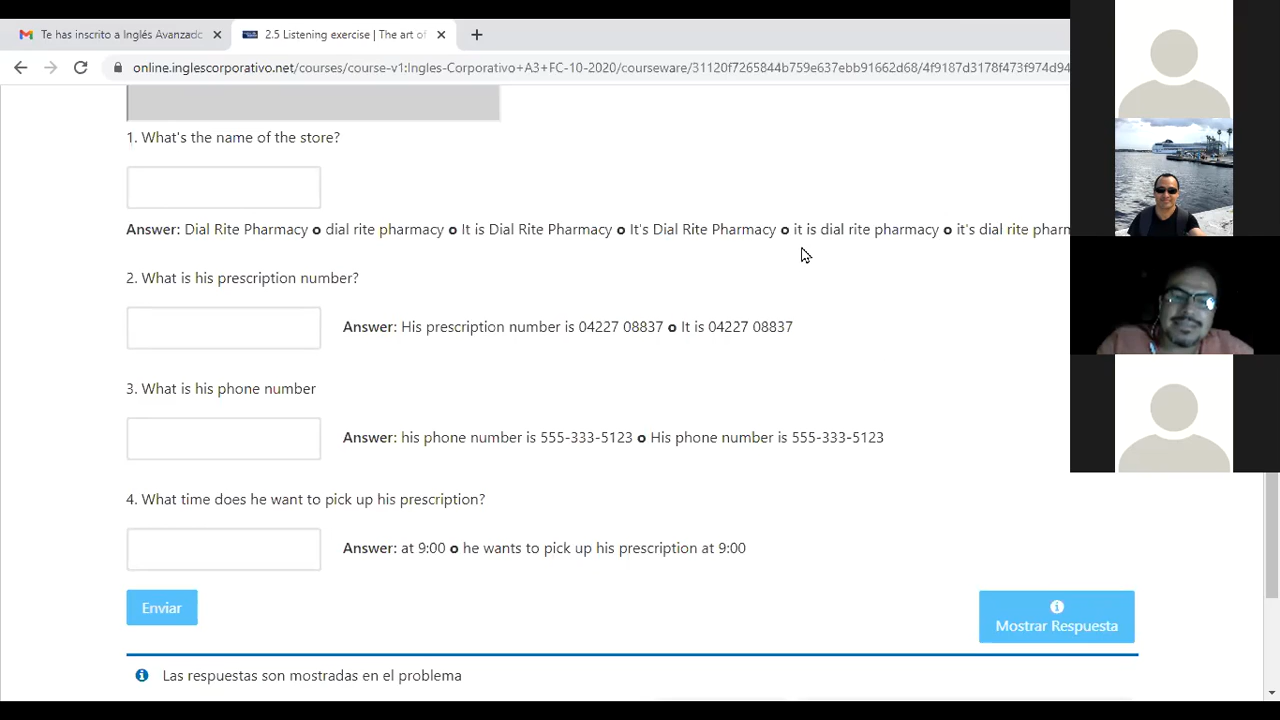 Te has inscrito a Inglés Avanzado
2.5 Listening exercise | The art of
online.inglescorporativo.net/courses/course-v1:Ingles-Corporativo+A3+FC-10-2020/courseware/31120f7265844b759e637ebb91662d68/4f9187d3178f473f974d94
1. What's the name of the store?
Answer: Dial Rite Pharmacy o dial rite pharmacy o It is Dial Rite Pharmacy o It's Dial Rite Pharmacy o it is dial rite pharmacy o it's dial rite pharm
2. What is his prescription number?
Answer: His prescription number is 04227 08837 o It is 04227 08837
3. What is his phone number
Answer: his phone number is 555-333-5123 o His phone number is 555-333-5123
4. What time does he want to pick up his prescription?
Answer: at 9:00 o he wants to pick up his prescription at 9:00
Enviar
Mostrar Respuesta
Las respuestas son mostradas en el problema